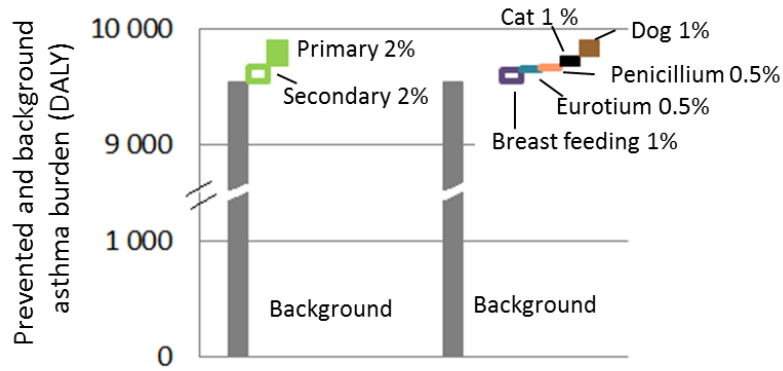 Prevented and background
asthma burden (DALY)
10 000
9 000
1 000
0
Primary 2%
Secondary 2%
Background
Cat 1 %
Dog 1%
Penicillium 0.5%
Eurotium 0.5%
Breast feeding 1%
Background